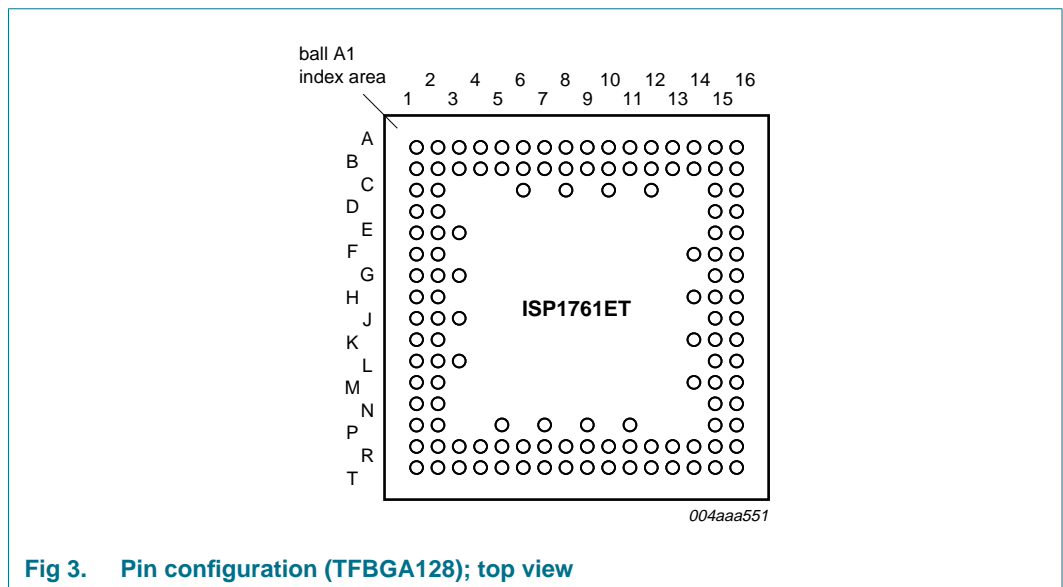 ball A1
index area
2 4 6 8 10 12 14 16
1 3 5 7 9 11 13 15
A
B
C
D
E
F
G
H
J
K
L
M
N
P
R
T
ISP1761ET
004aaa551
Fig 3. Pin configuration (TFBGA128); top view